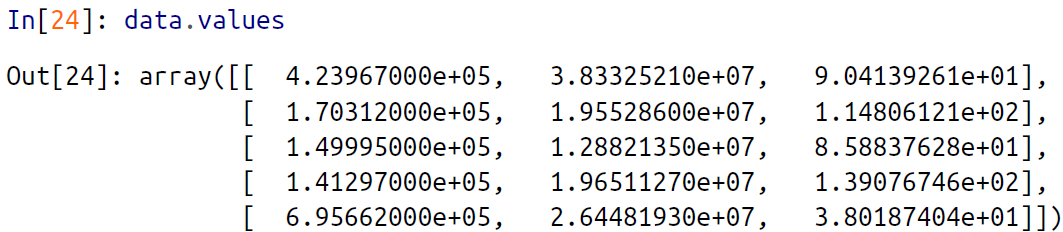 In[24]: data.values
Out[24]: array([[  4.23967000e+05,   3.83325210e+07,   9.04139261e+01],
               [  1.70312000e+05,   1.95528600e+07,   1.14806121e+02],
               [  1.49995000e+05,   1.28821350e+07,   8.58837628e+01],
               [  1.41297000e+05,   1.96511270e+07,   1.39076746e+02],
               [  6.95662000e+05,   2.64481930e+07,   3.80187404e+01]])